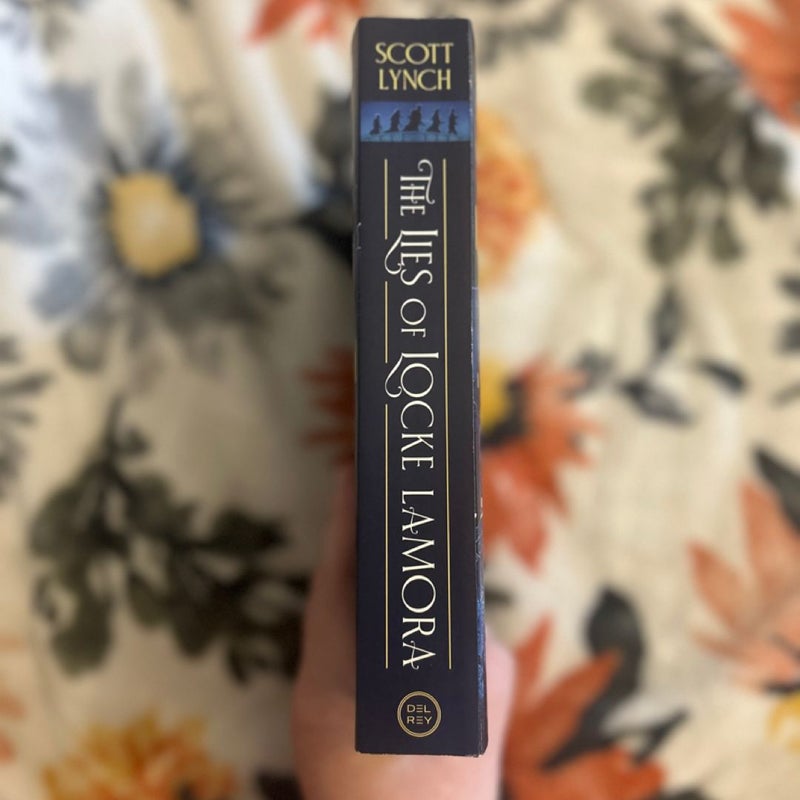 SCOTT
LYNCH
THE LIES OF LOCKE LAMORA
DEL
REY